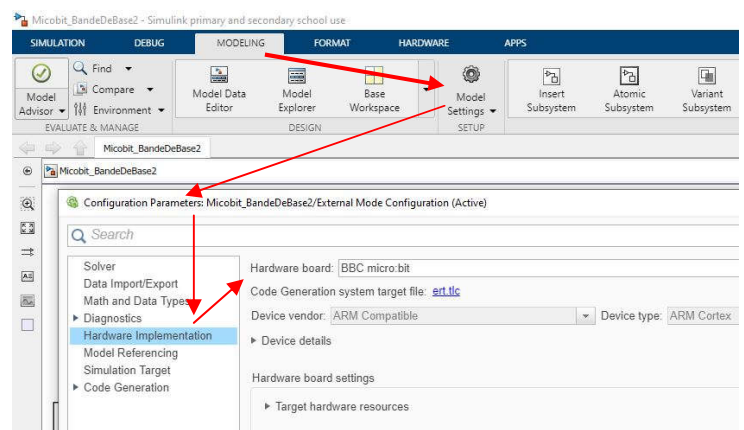 Micobit_BandeDeBase2 - Simulink primary and secondary school use
SIMULATION DEBUG MODELING FORMAT HARDWARE APPS
Model Advisor
Find
Compare
Environment
Model Data Editor
Model Explorer
Base Workspace
Model Settings
Insert Subsystem
Atomic Subsystem
Variant Subsystem
EVALUATE & MANAGE DESIGN SETUP
Micobit_BandeDeBase2
Micobit_BandeDeBase2
Configuration Parameters: Micobit_BandeDeBase2/External Mode Configuration (Active)
Search
Solver
Data Import/Export
Math and Data Types
Diagnostics
Hardware Implementation
Model Referencing
Simulation Target
Code Generation
Hardware board: BBC micro:bit
Code Generation system target file: ert.tlc
Device vendor: ARM Compatible Device type: ARM Cortex
Device details
Hardware board settings
Target hardware resources